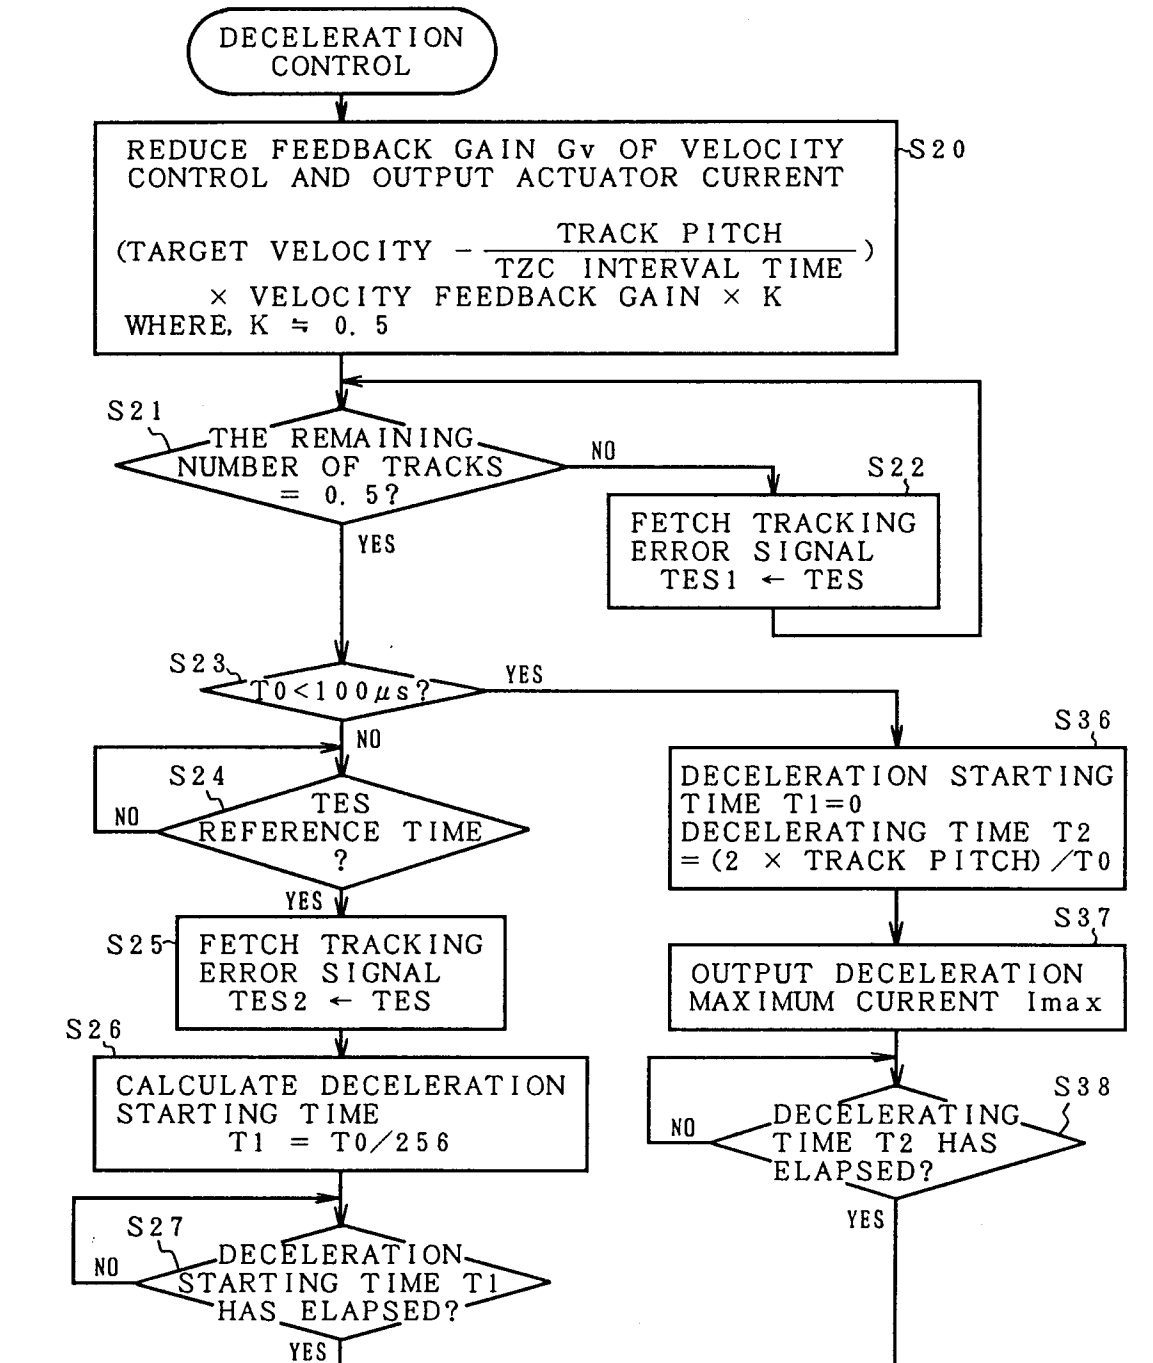 DECELERATION
CONTROL
S20
REDUCE FEEDBACK GAIN Gv OF VELOCITY
CONTROL AND OUTPUT ACTUATOR CURRENT
(TARGET VELOCITY - TRACK PITCH / TZC INTERVAL TIME)
× VELOCITY FEEDBACK GAIN × K
WHERE, K ≒ 0.5
S21
THE REMAINING
NUMBER OF TRACKS
= 0.5?
NO
YES
S22
FETCH TRACKING
ERROR SIGNAL
TES1 ← TES
S23
T0<100μs?
YES
NO
S24
TES
REFERENCE TIME
?
NO
YES
S25
FETCH TRACKING
ERROR SIGNAL
TES2 ← TES
S26
CALCULATE DECELERATION
STARTING TIME
T1 = T0/256
S27
DECELERATION
STARTING TIME T1
HAS ELAPSED?
NO
YES
S36
DECELERATION STARTING
TIME T1=0
DECELERATING TIME T2
=(2 × TRACK PITCH)/T0
S37
OUTPUT DECELERATION
MAXIMUM CURRENT Imax
S38
DECELERATING
TIME T2 HAS
ELAPSED?
NO
YES